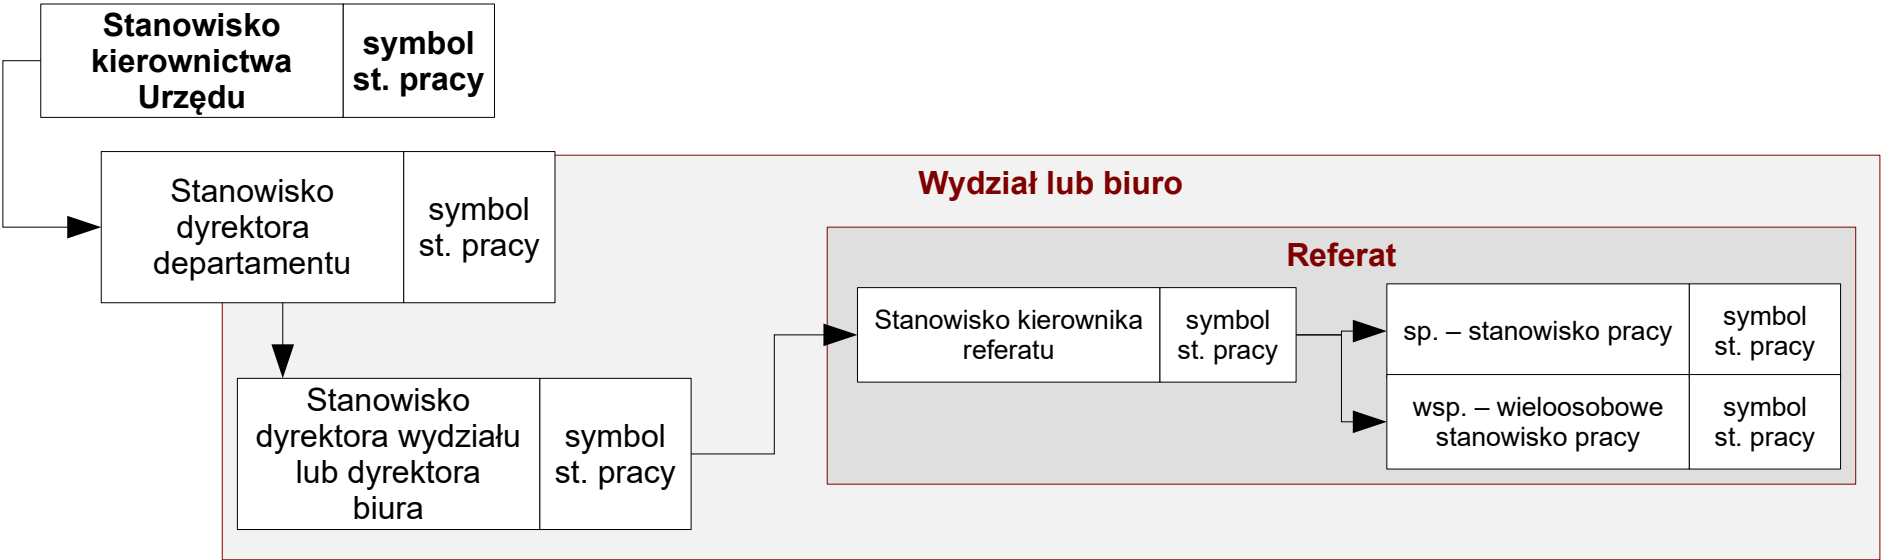 Stanowisko
kierownictwa
Urzędu
symbol
st. pracy
Stanowisko
dyrektora
departamentu
symbol
st. pracy
Wydział lub biuro
Referat
Stanowisko kierownika
referatu
symbol
st. pracy
sp. – stanowisko pracy
symbol
st. pracy
wsp. – wieloosobowe
stanowisko pracy
symbol
st. pracy
Stanowisko
dyrektora wydziału
lub dyrektora
biura
symbol
st. pracy